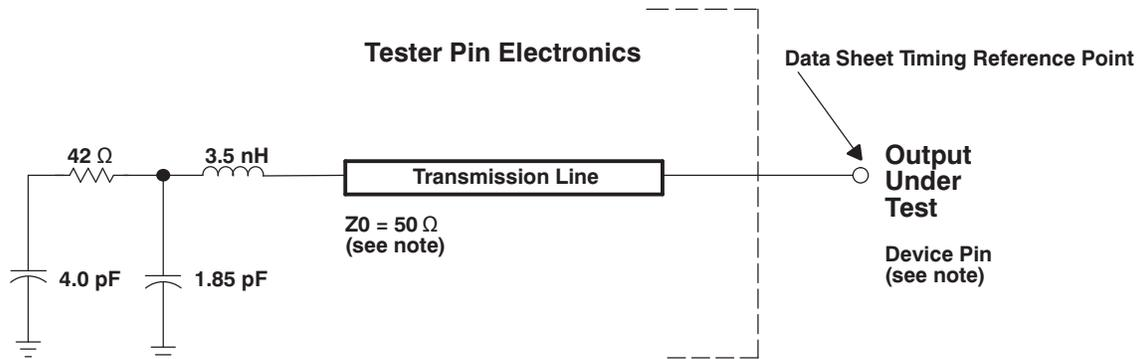 Tester Pin Electronics
Data Sheet Timing Reference Point
42 Ω
3.5 nH
Transmission Line
Output
Under
Test
Z0 = 50 Ω
(see note)
Device Pin
(see note)
4.0 pF
1.85 pF